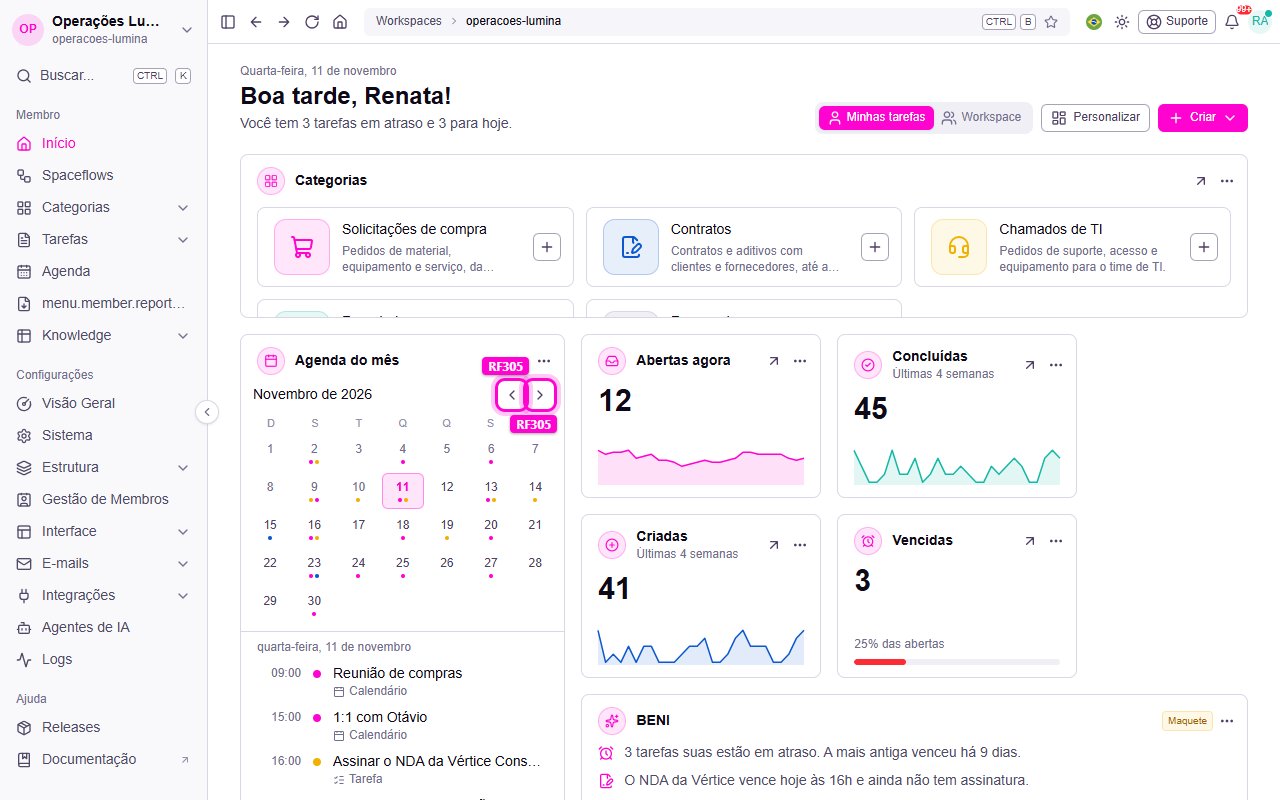 OP
Operações Lu...
operacoes-lumina
Buscar...
CTRL K
Membro
Início
Spaceflows
Categorias
Tarefas
Agenda
menu.member.report...
Knowledge
Configurações
Visão Geral
Sistema
Estrutura
Gestão de Membros
Interface
E-mails
Integrações
Agentes de IA
Logs
Ajuda
Releases
Documentação
Workspaces
operacoes-lumina
CTRL B
Suporte
99+
RA
Quarta-feira, 11 de novembro
Boa tarde, Renata!
Você tem 3 tarefas em atraso e 3 para hoje.
Minhas tarefas
Workspace
Personalizar
Criar
Categorias
Solicitações de compra
Pedidos de material,
equipamento e serviço, da...
Contratos
Contratos e aditivos com
clientes e fornecedores, até a...
Chamados de TI
Pedidos de suporte, acesso e
equipamento para o time de TI.
Agenda do mês
RF305
Novembro de 2026
RF305
D S T Q Q S
1 2 3 4 5 6 7
8 9 10 11 12 13 14
15 16 17 18 19 20 21
22 23 24 25 26 27 28
29 30
quarta-feira, 11 de novembro
09:00 Reunião de compras
Calendário
15:00 1:1 com Otávio
Calendário
16:00 Assinar o NDA da Vértice Cons...
Tarefa
Abertas agora
12
Concluídas
Últimas 4 semanas
45
Criadas
Últimas 4 semanas
41
Vencidas
3
25% das abertas
BENI
Maquete
3 tarefas suas estão em atraso. A mais antiga venceu há 9 dias.
O NDA da Vértice vence hoje às 16h e ainda não tem assinatura.